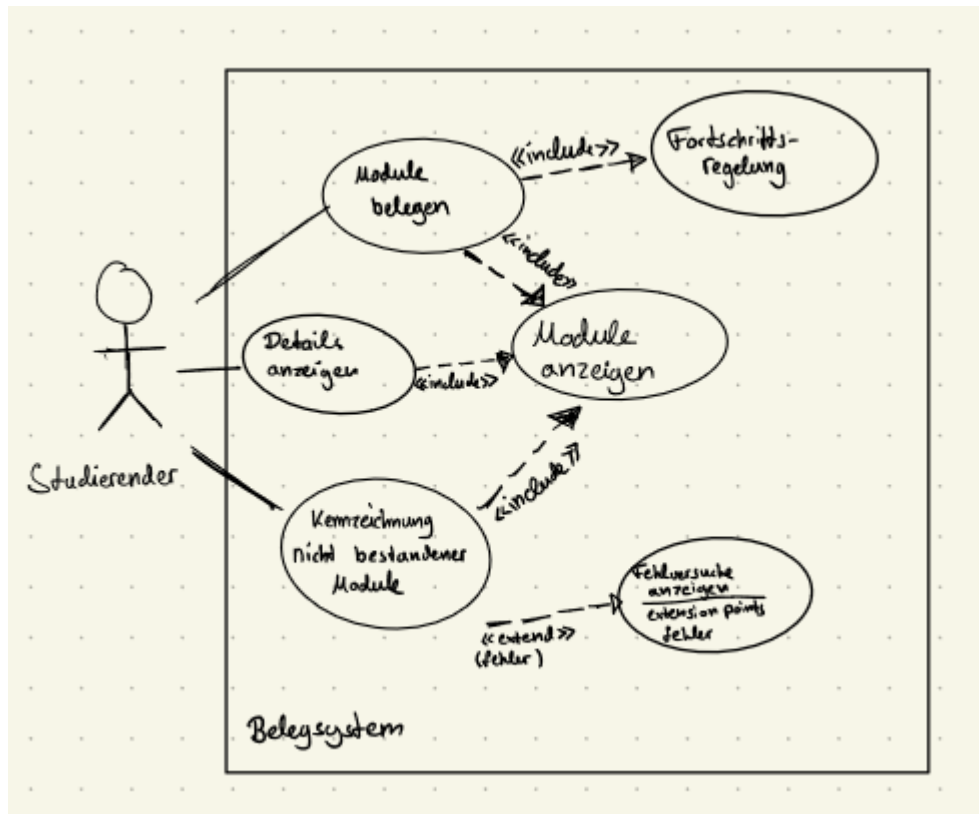 Module
belegen
«include»
Fortschritts-
regelung
«include»
Details
anzeigen
«include»
Module
anzeigen
Studierender
«include»
Kennzeichnung
nicht bestandener
Module
Fehlversuche
anzeigen
extension points
fehler
«extend»
(fehler)
Belegsystem